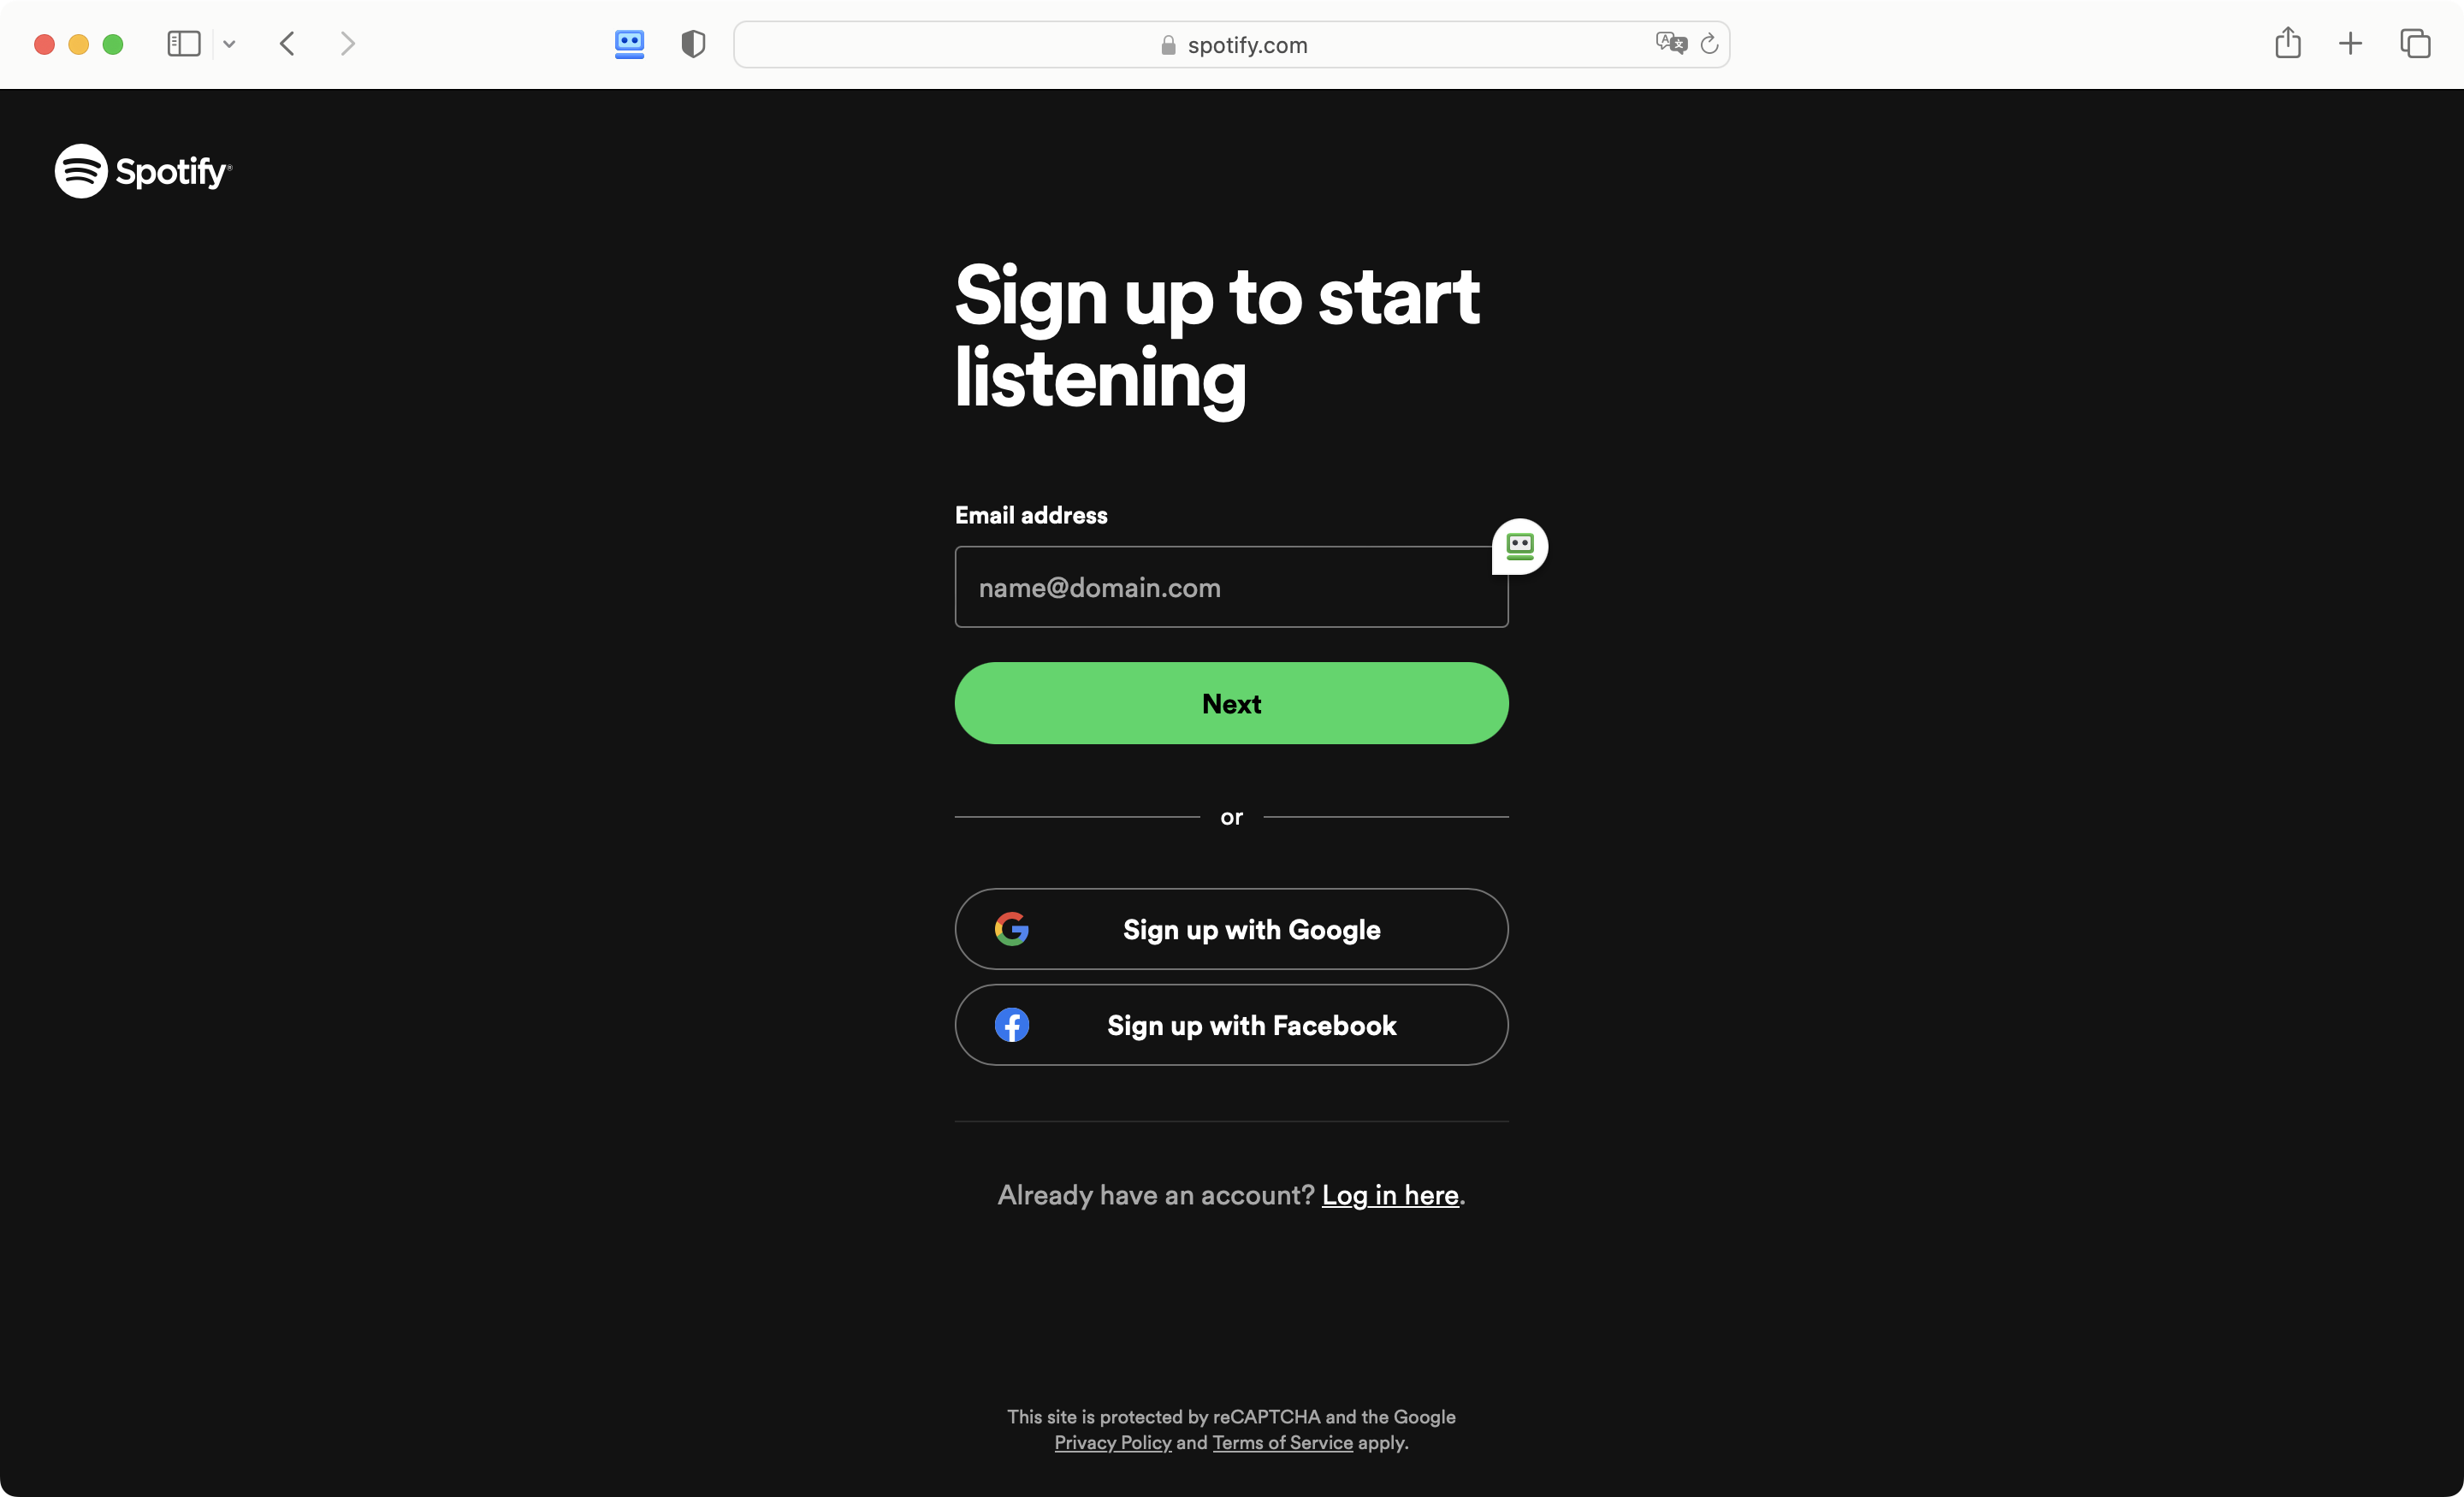 spotify.com
Spotify®
Sign up to start
listening
Email address
name@domain.com
Next
or
Sign up with Google
Sign up with Facebook
Already have an account? Log in here.
This site is protected by reCAPTCHA and the Google
Privacy Policy and Terms of Service apply.